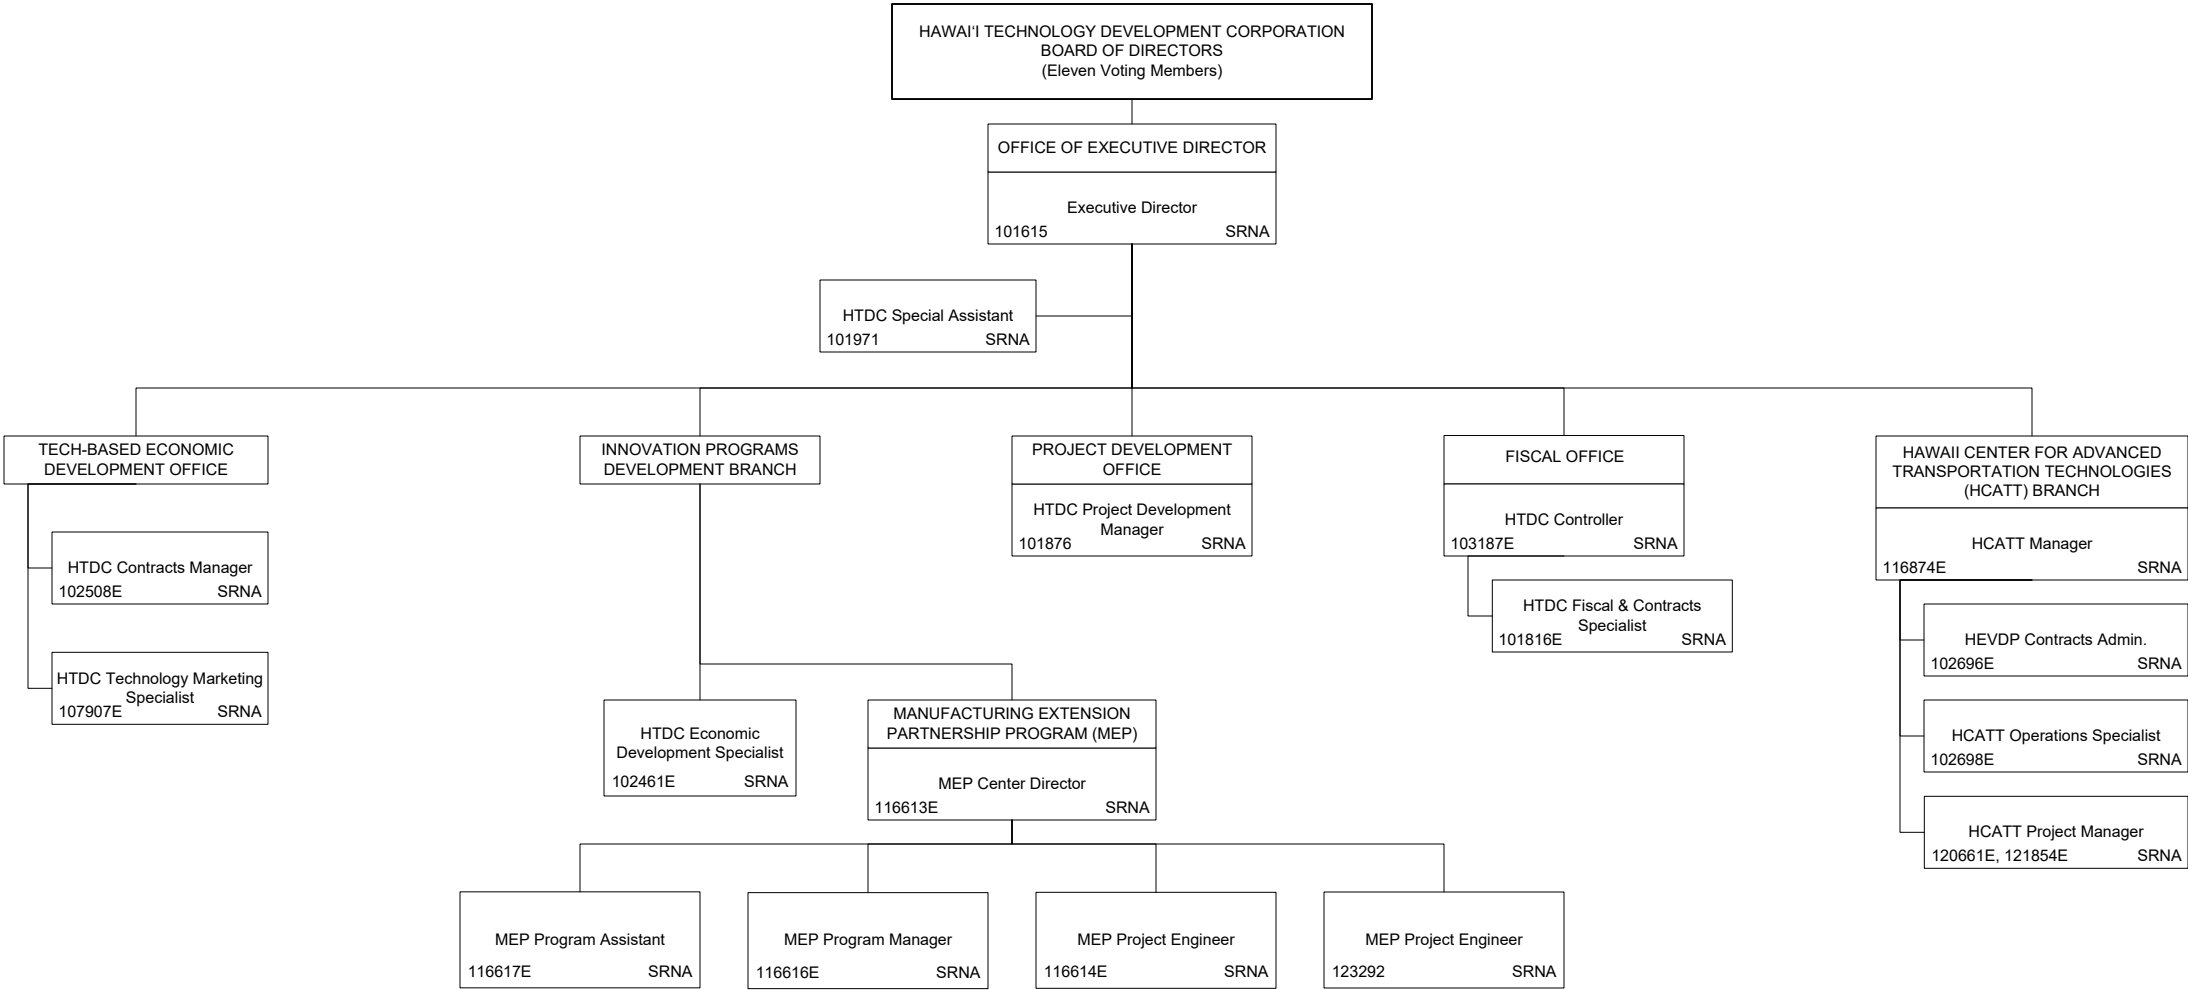 HAWAI‘I TECHNOLOGY DEVELOPMENT CORPORATION
BOARD OF DIRECTORS
(Eleven Voting Members)
OFFICE OF EXECUTIVE DIRECTOR
Executive Director
101615 SRNA
HTDC Special Assistant
101971 SRNA
TECH-BASED ECONOMIC
DEVELOPMENT OFFICE
HTDC Contracts Manager
102508E SRNA
HTDC Technology Marketing
Specialist
107907E SRNA
INNOVATION PROGRAMS
DEVELOPMENT BRANCH
HTDC Economic
Development Specialist
102461E SRNA
MANUFACTURING EXTENSION
PARTNERSHIP PROGRAM (MEP)
MEP Center Director
116613E SRNA
MEP Program Assistant
116617E SRNA
MEP Program Manager
116616E SRNA
MEP Project Engineer
116614E SRNA
MEP Project Engineer
123292 SRNA
PROJECT DEVELOPMENT
OFFICE
HTDC Project Development
Manager
101876 SRNA
FISCAL OFFICE
HTDC Controller
103187E SRNA
HTDC Fiscal & Contracts
Specialist
101816E SRNA
HAWAII CENTER FOR ADVANCED
TRANSPORTATION TECHNOLOGIES
(HCATT) BRANCH
HCATT Manager
116874E SRNA
HEVDP Contracts Admin.
102696E SRNA
HCATT Operations Specialist
102698E SRNA
HCATT Project Manager
120661E, 121854E SRNA